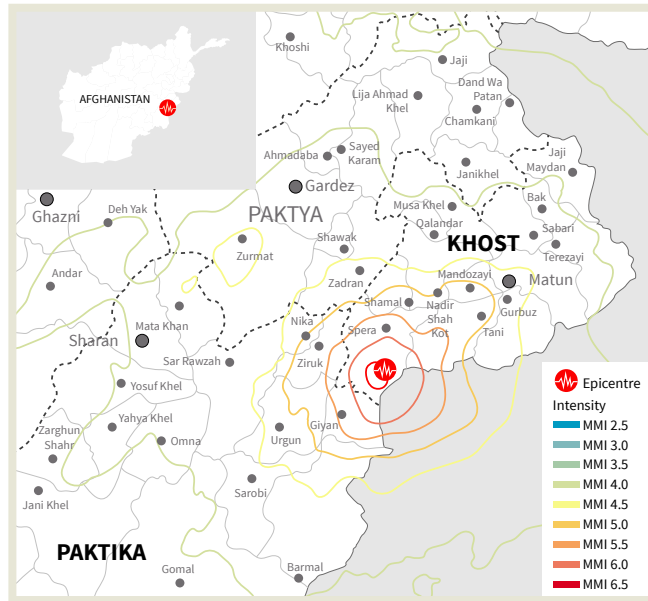 AFGHANISTAN
Khoshi
Jaji
Dand Wa
Patan
Lija Ahmad
Khel
Chamkani
Sayed
Karam
Ahmadaba
Jaji
Maydan
Janikhel
Gardez
Ghazni
Deh Yak
PAKTYA
Musa Khel
Bak
Qalandar
Sabari
KHOST
Terezayi
Shawak
Zurmat
Andar
Zadran
Mandozayi
Matun
Shamal
Nadir
Shah
Kot
Gurbuz
Mata Khan
Nika
Spera
Tani
Sharan
Sar Rawzah
Ziruk
Yosuf Khel
Yahya Khel
Giyan
Zarghun
Shahr
Omna
Urgun
Jani Khel
Sarobi
PAKTIKA
Gomal
Barmal
Epicentre
Intensity
MMI 2.5
MMI 3.0
MMI 3.5
MMI 4.0
MMI 4.5
MMI 5.0
MMI 5.5
MMI 6.0
MMI 6.5